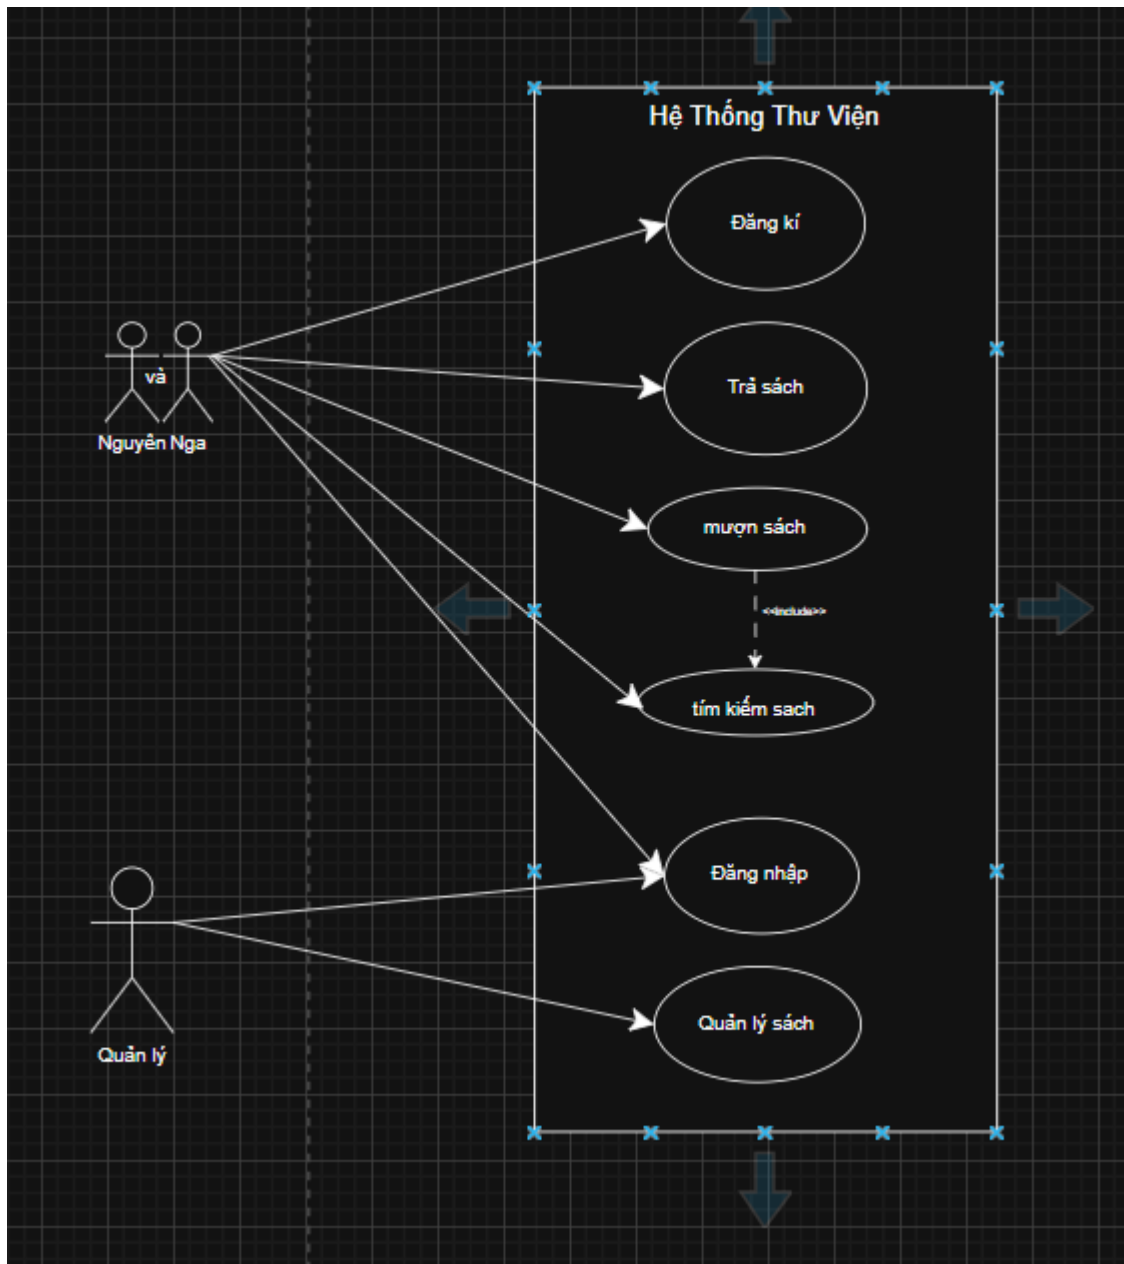 Hệ Thống Thư Viện
Đăng kí
Trả sách
và
Nguyên Nga
mượn sách
<<include>>
tím kiếm sach
Đăng nhập
Quản lý sách
Quản lý